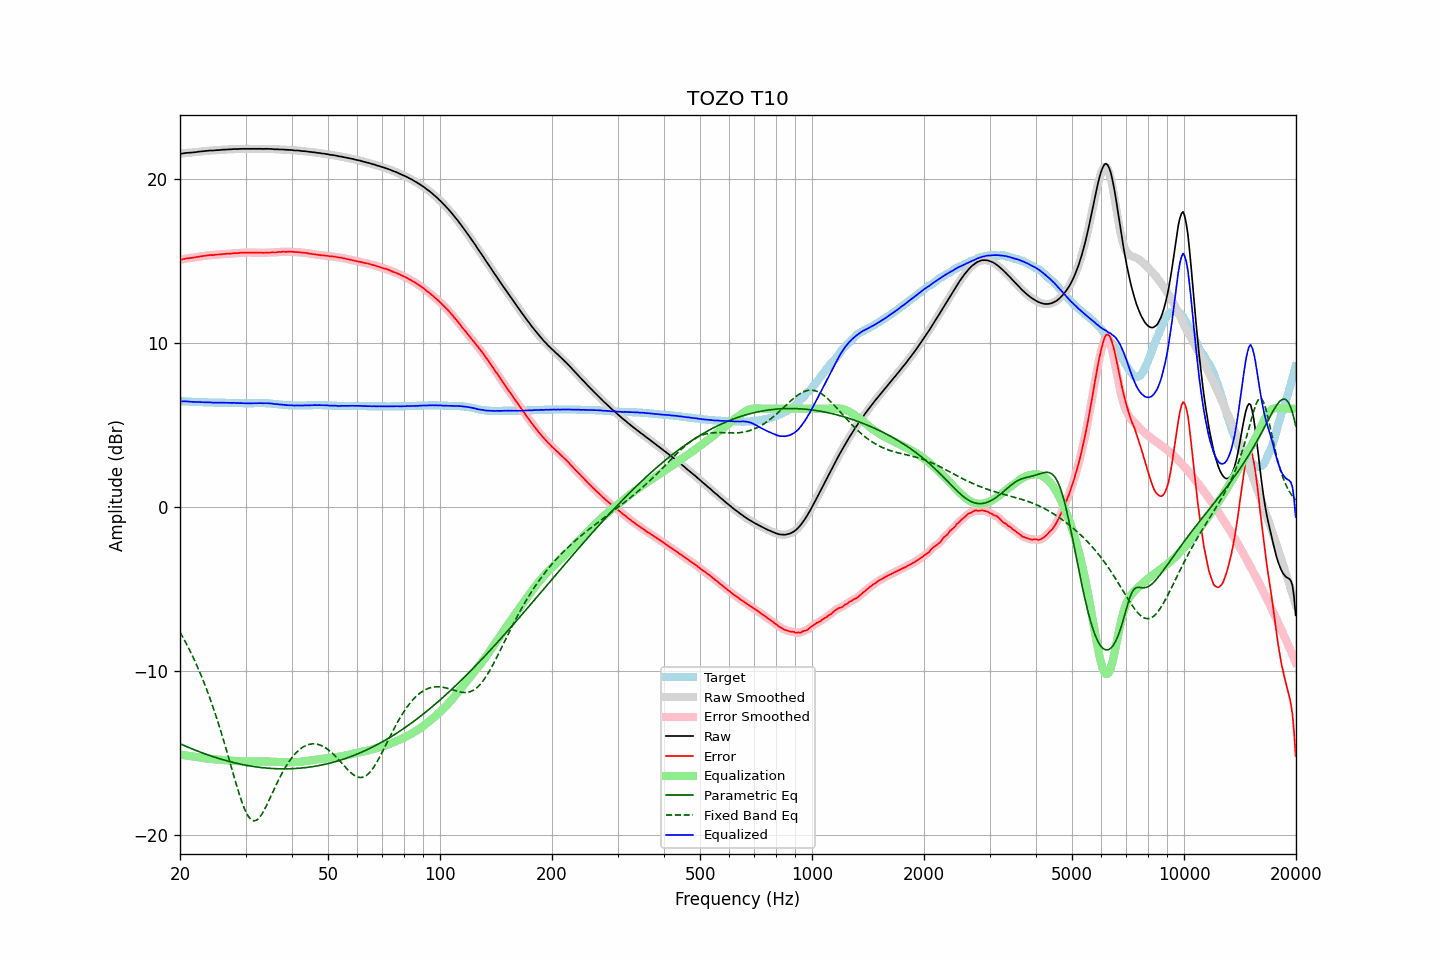 TOZO T10
Amplitude (dBr)
20
10
0
−10
−20
Target
Raw Smoothed
Error Smoothed
Raw
Error
Equalization
Parametric Eq
Fixed Band Eq
Equalized
20 50 100 200 500 1000 2000 5000 10000 20000
Frequency (Hz)